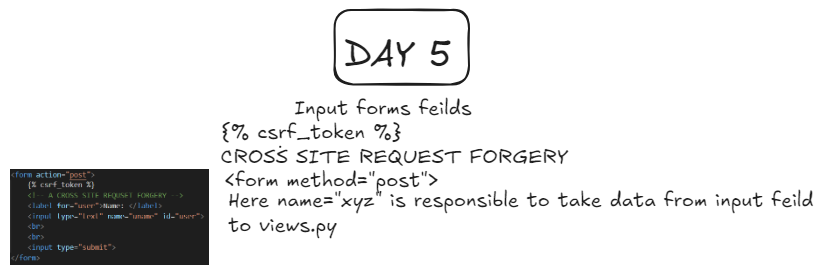 DAY 5
Input forms feilds
{% csrf_token %}
CROSS SITE REQUEST FORGERY
<form method="post">
Here name="xyz" is responsible to take data from input feild
to views.py
<form action="post">
{% csrf_token %}
<!-- A CROSS SITE REQUSET FORGERY -->
<label for="user">Name: </label>
<input type="text" name="uname" id="user">
<br>
<br>
<input type="submit">
</form>